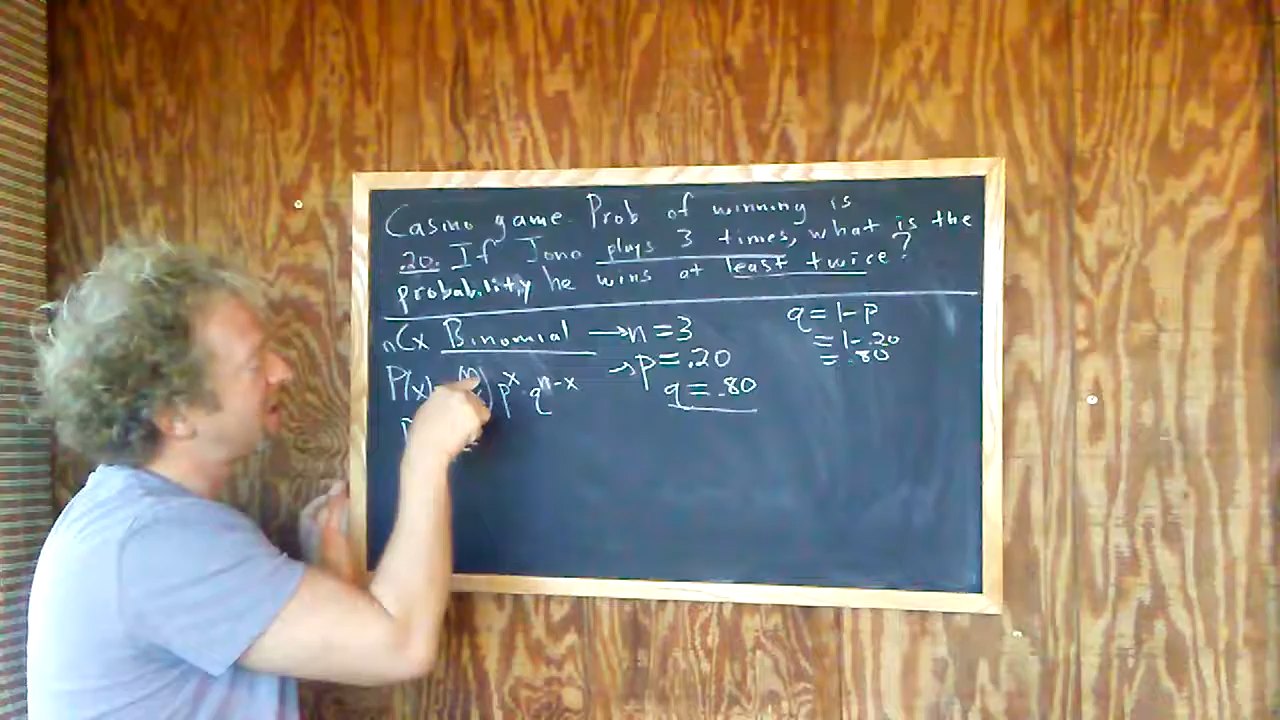 Casino game. Prob of winning is
.20. If Jono plays 3 times, what is the
probability he wins at least twice?
nCx Binomial → n = 3
→ p = .20
q = .80
P(x) p^x · q^n-x
q = 1 - p
= 1 - .20
= .80